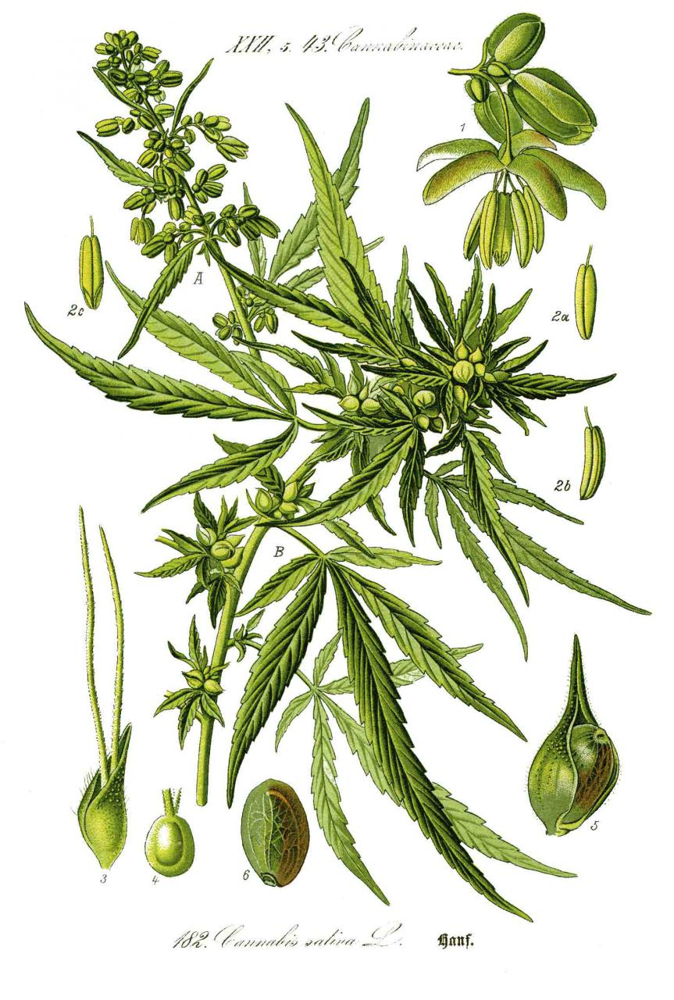 XXII, 5. 43. Cannabinaceae.
1
A
2c
2a
2b
B
3
4
6
5
182. Cannabis sativa L. Hanf.